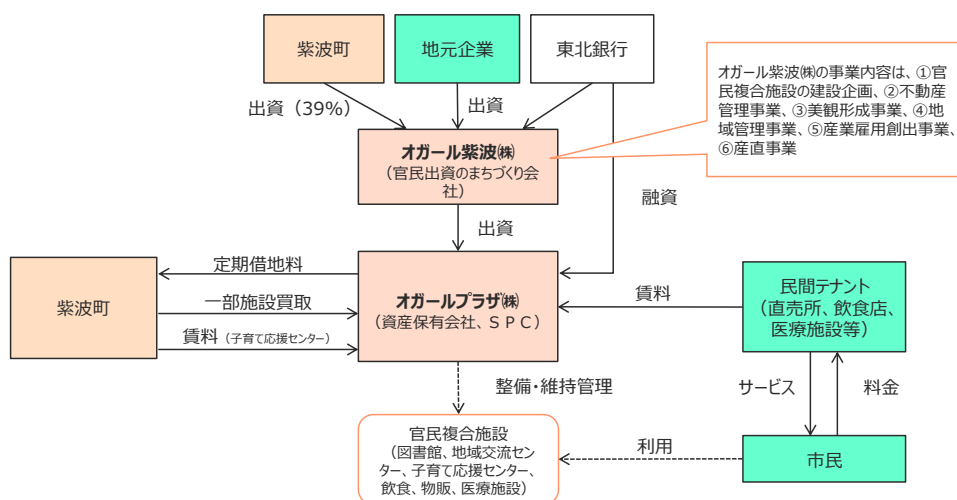 紫波町
地元企業
東北銀行
オガール紫波㈱の事業内容は、①官
民複合施設の建設企画、②不動産
管理事業、③美観形成事業、④地
域管理事業、⑤産業雇用創出事業、
⑥産直事業
出資（39%）
出資
オガール紫波㈱
（官民出資のまちづくり会
社）
融資
出資
定期借地料
紫波町
一部施設買取
賃料（子育て応援センター）
オガールプラザ㈱
（資産保有会社、ＳＰＣ）
賃料
民間テナント
（直売所、飲食店、
医療施設等）
整備・維持管理
サービス
料金
官民複合施設
（図書館、地域交流セン
ター、子育て応援センター、
飲食、物販、医療施設）
利用
市民